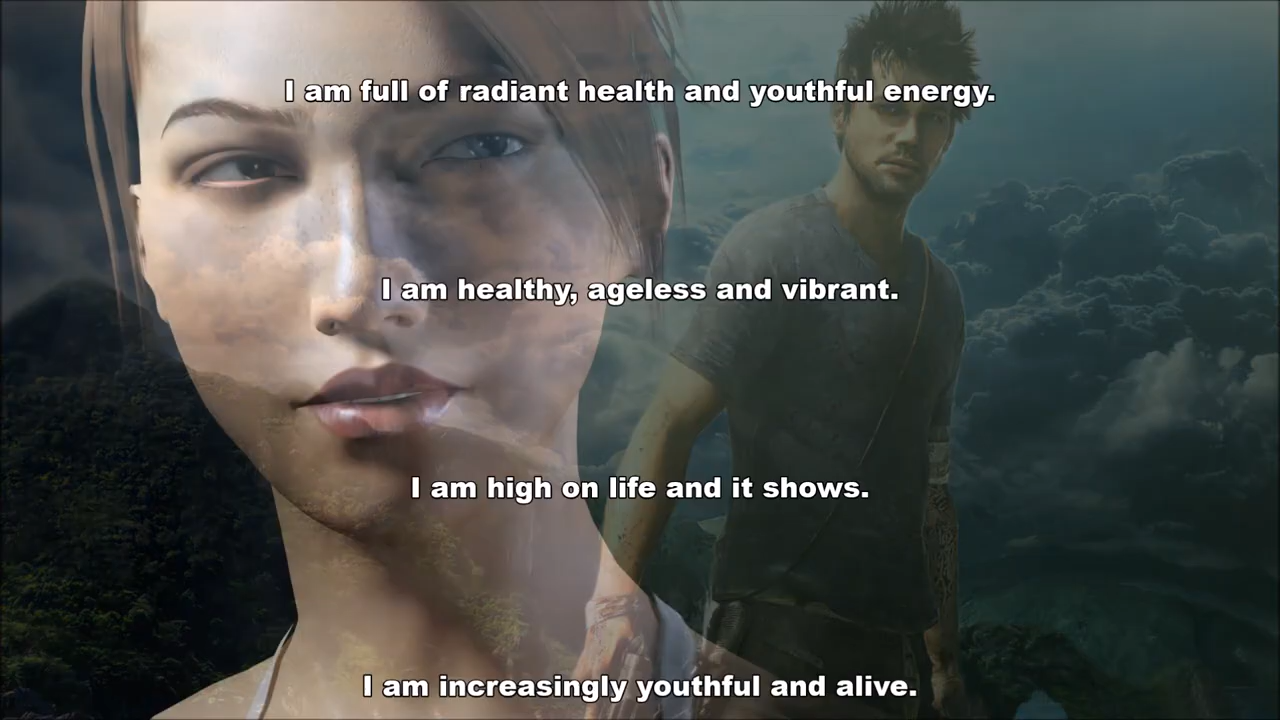 I am full of radiant health and youthful energy.
I am healthy, ageless and vibrant.
I am high on life and it shows.
I am increasingly youthful and alive.